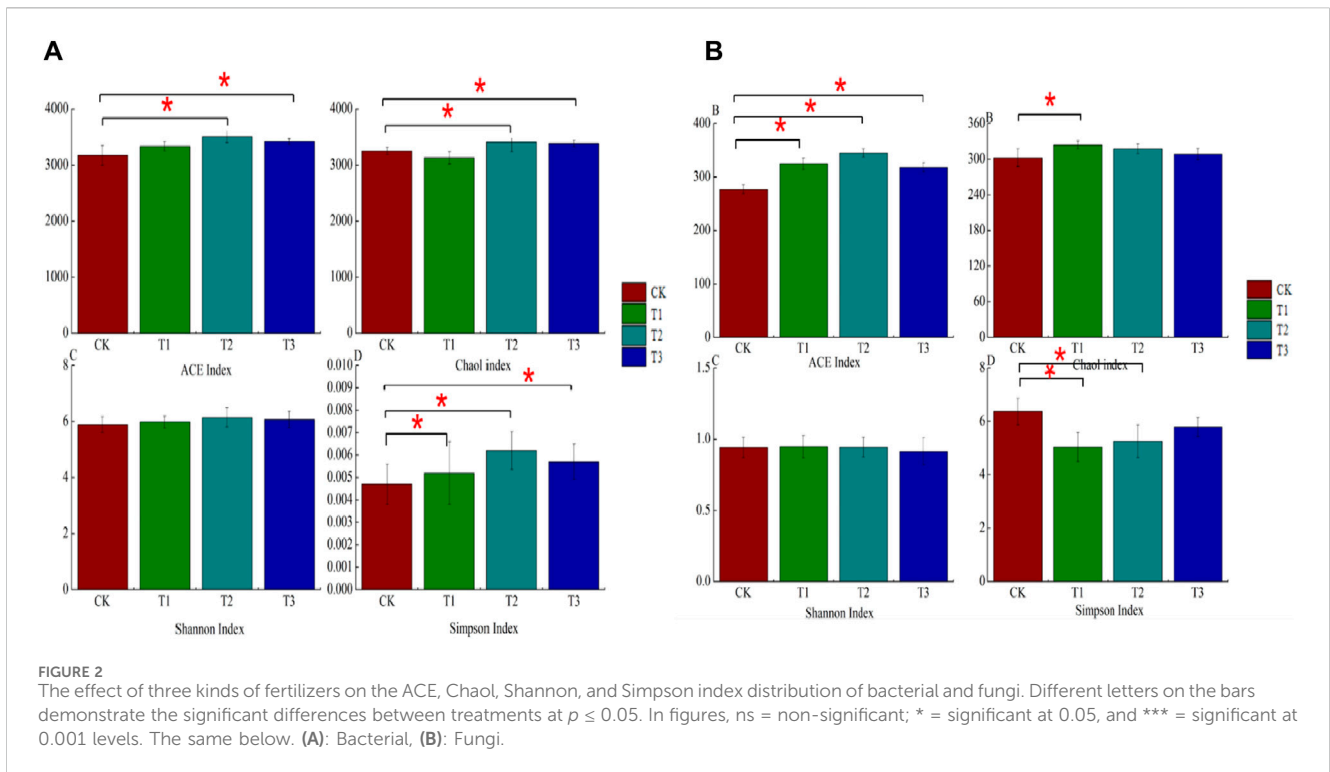 A
B
*
*
*
*
*
*
*
*
B
B
4000
3000
2000
1000
0
CK T1 T2 T3
ACE Index
4000
3000
2000
1000
0
CK T1 T2 T3
Chaol index
CK
T1
T2
T3
400
300
200
100
0
CK T1 T2 T3
ACE Index
360
300
240
180
120
60
0
CK T1 T2 T3
Chaol index
CK
T1
T2
T3
C
8
6
4
2
0
CK T1 T2 T3
Shannon Index
D
0.010
0.009
0.008
0.007
0.006
0.005
0.004
0.003
0.002
0.001
0.000
*
*
*
CK T1 T2 T3
Simpson Index
C
1.5
1.0
0.5
0.0
CK T1 T2 T3
Shannon Index
D
8
6
4
2
0
*
*
CK T1 T2 T3
Simpson Index
FIGURE 2
The effect of three kinds of fertilizers on the ACE, Chaol, Shannon, and Simpson index distribution of bacterial and fungi. Different letters on the bars
demonstrate the significant differences between treatments at p ≤ 0.05. In figures, ns = non-significant; * = significant at 0.05, and *** = significant at
0.001 levels. The same below. (A): Bacterial, (B): Fungi.